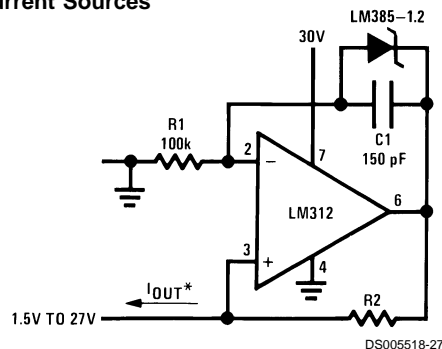 urrent Sources
LM385–1.2
30V
R1
100k
C1
150 pF
2
7
−
LM312
6
3
+
4
IOUT*
R2
1.5V TO 27V
DS005518-27